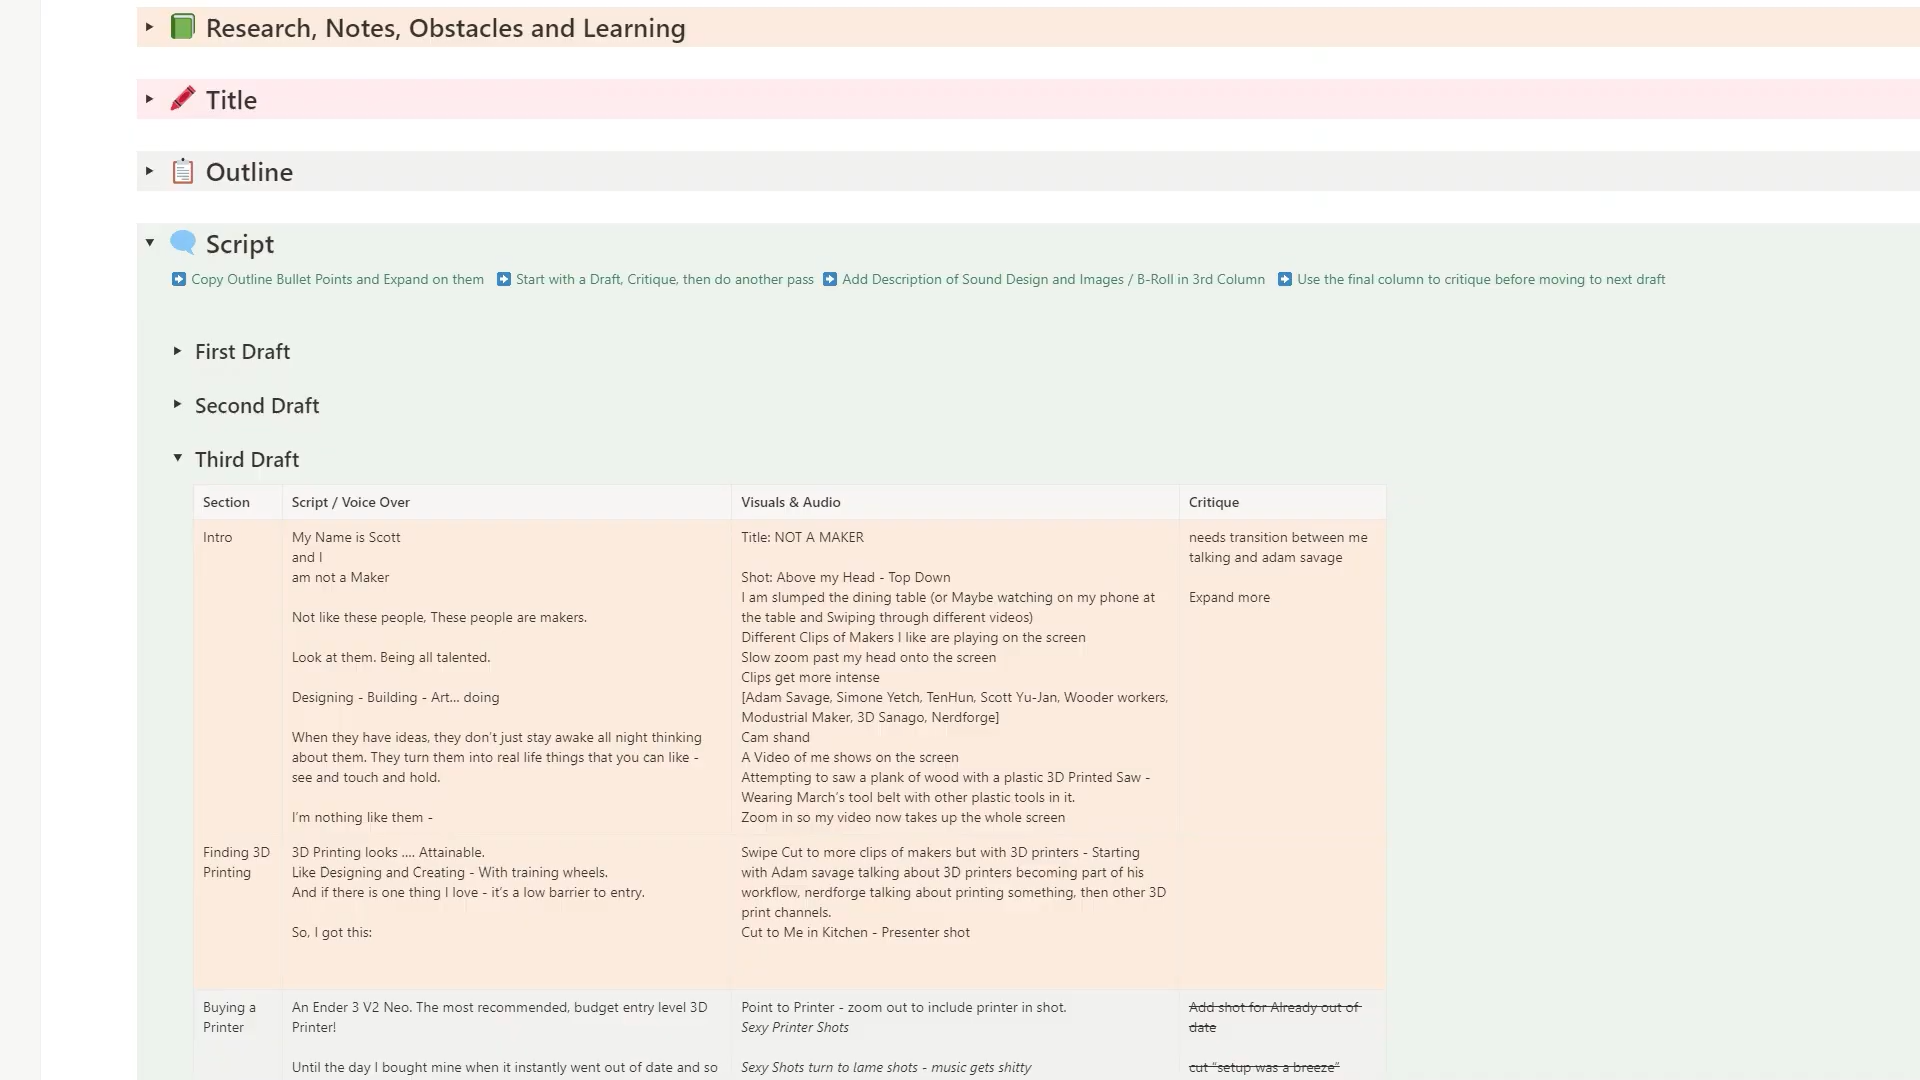 Research, Notes, Obstacles and Learning
Title
Outline
Script
Copy Outline Bullet Points and Expand on them Start with a Draft, Critique, then do another pass Add Description of Sound Design and Images / B-Roll in 3rd Column Use the final column to critique before moving to next draft
First Draft
Second Draft
Third Draft
Section Script / Voice Over Visuals & Audio Critique
Intro
My Name is Scott
and I
am not a Maker
Not like these people, These people are makers.
Look at them. Being all talented.
Designing - Building - Art... doing
When they have ideas, they don't just stay awake all night thinking
about them. They turn them into real life things that you can like -
see and touch and hold.
I'm nothing like them -
Title: NOT A MAKER
Shot: Above my Head - Top Down
I am slumped the dining table (or Maybe watching on my phone at
the table and Swiping through different videos)
Different Clips of Makers I like are playing on the screen
Slow zoom past my head onto the screen
Clips get more intense
[Adam Savage, Simone Yetch, TenHun, Scott Yu-Jan, Wooder workers,
Modustrial Maker, 3D Sanago, Nerdforge]
Cam shand
A Video of me shows on the screen
Attempting to saw a plank of wood with a plastic 3D Printed Saw -
Wearing March's tool belt with other plastic tools in it.
Zoom in so my video now takes up the whole screen
needs transition between me
talking and adam savage
Expand more
Finding 3D
Printing
3D Printing looks .... Attainable.
Like Designing and Creating - With training wheels.
And if there is one thing I love - it's a low barrier to entry.
So, I got this:
Swipe Cut to more clips of makers but with 3D printers - Starting
with Adam savage talking about 3D printers becoming part of his
workflow, nerdforge talking about printing something, then other 3D
print channels.
Cut to Me in Kitchen - Presenter shot
Buying a
Printer
An Ender 3 V2 Neo. The most recommended, budget entry level 3D
Printer!
Until the day I bought mine when it instantly went out of date and so
Point to Printer - zoom out to include printer in shot.
Sexy Printer Shots
Sexy Shots turn to lame shots - music gets shitty
Add shot for Already out of
date
cut "setup was a breeze"